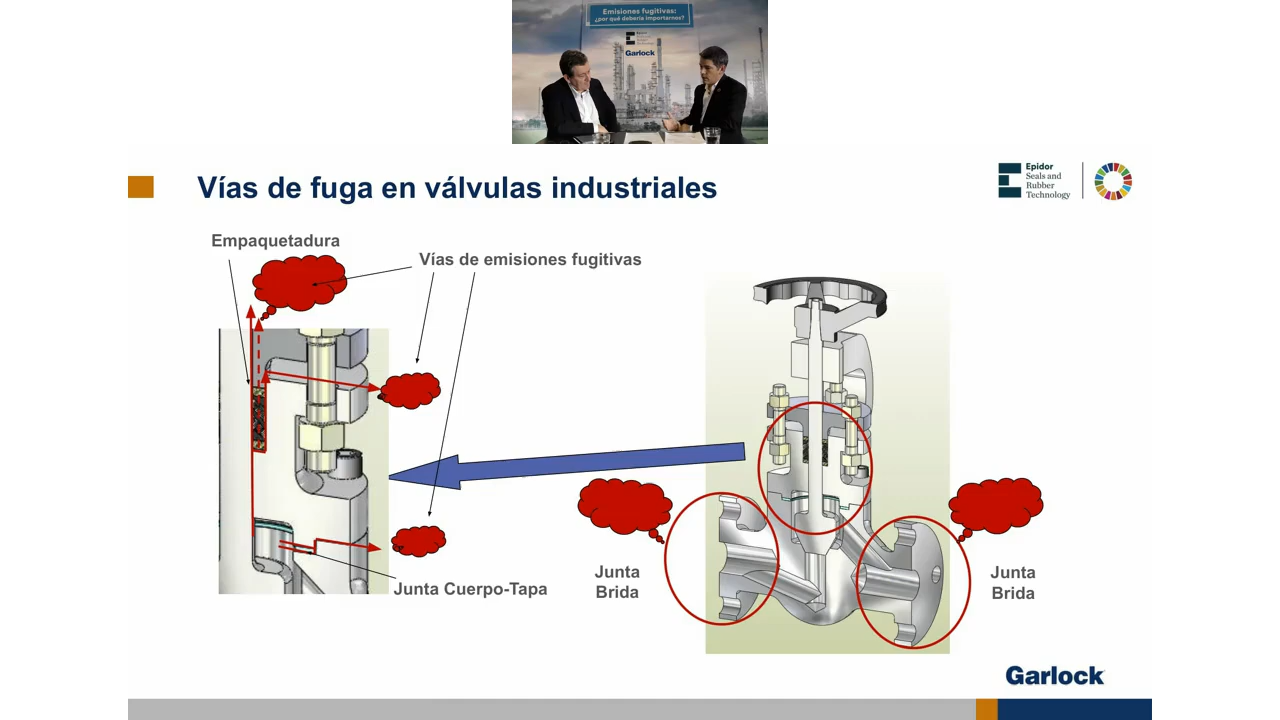 Emisiones fugitivas:
¿por qué debería importarnos?
Garlock
Vías de fuga en válvulas industriales
Epidor
Seals and
Rubber
Technology
Empaquetadura
Vías de emisiones fugitivas
Junta
Brida
Junta
Brida
Junta Cuerpo-Tapa
Garlock